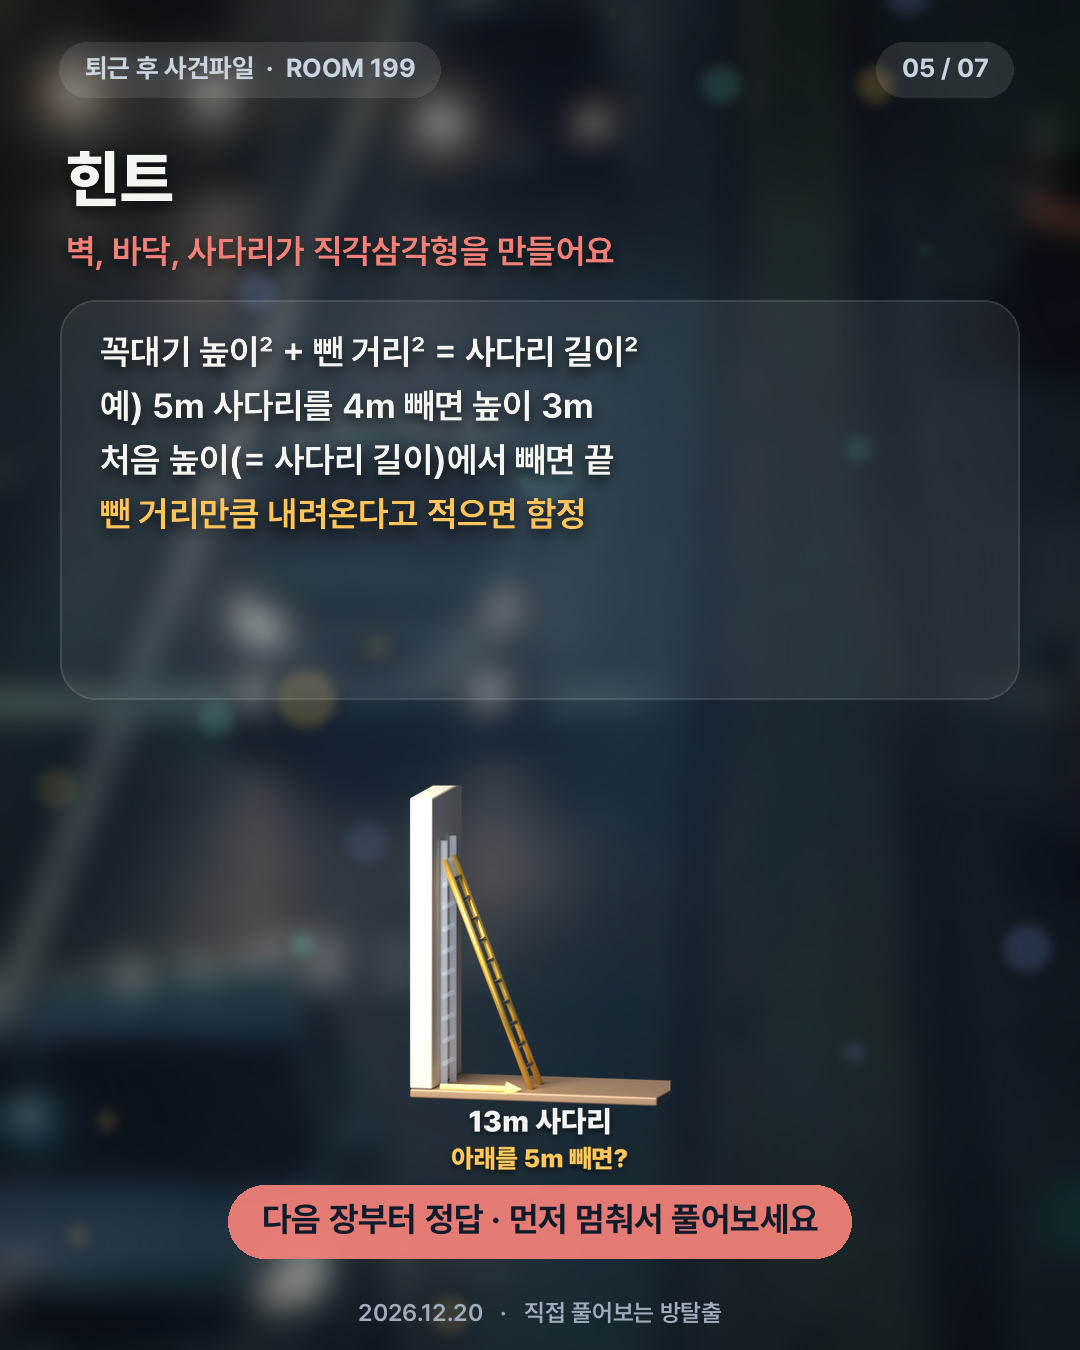 퇴근 후 사건파일 · ROOM 199
05 / 07
힌트
벽, 바닥, 사다리가 직각삼각형을 만들어요
꼭대기 높이² + 뺀 거리² = 사다리 길이²
예) 5m 사다리를 4m 빼면 높이 3m
처음 높이(= 사다리 길이)에서 빼면 끝
뺀 거리만큼 내려온다고 적으면 함정
13m 사다리
아래를 5m 빼면?
다음 장부터 정답 · 먼저 멈춰서 풀어보세요
2026.12.20 · 직접 풀어보는 방탈출